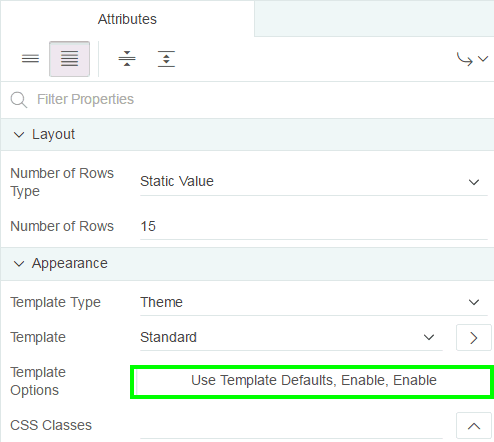 Attributes
Filter Properties
Layout
Number of Rows Type
Static Value
Number of Rows
15
Appearance
Template Type
Theme
Template
Standard
Template Options
Use Template Defaults, Enable, Enable
CSS Classes